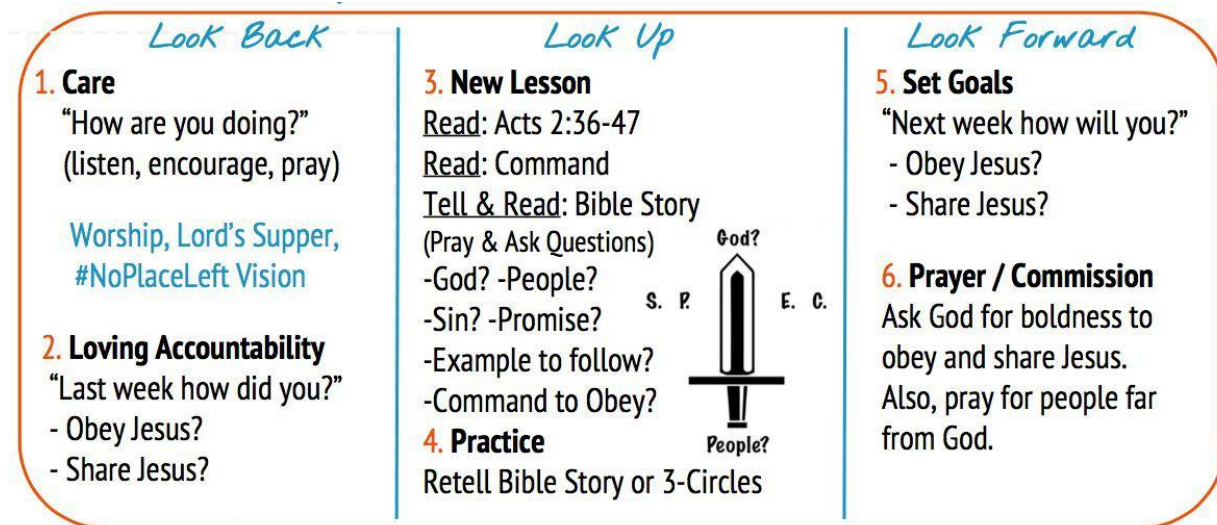 Look Back
1. Care
“How are you doing?”
(listen, encourage, pray)
Worship, Lord’s Supper,
#NoPlaceLeft Vision
2. Loving Accountability
“Last week how did you?”
- Obey Jesus?
- Share Jesus?
Look Up
3. New Lesson
Read: Acts 2:36-47
Read: Command
Tell & Read: Bible Story
(Pray & Ask Questions)
-God? -People?
-Sin? -Promise?
-Example to follow?
-Command to Obey?
God?
S. P. E. C.
People?
4. Practice
Retell Bible Story or 3-Circles
Look Forward
5. Set Goals
“Next week how will you?”
- Obey Jesus?
- Share Jesus?
6. Prayer / Commission
Ask God for boldness to
obey and share Jesus.
Also, pray for people far
from God.